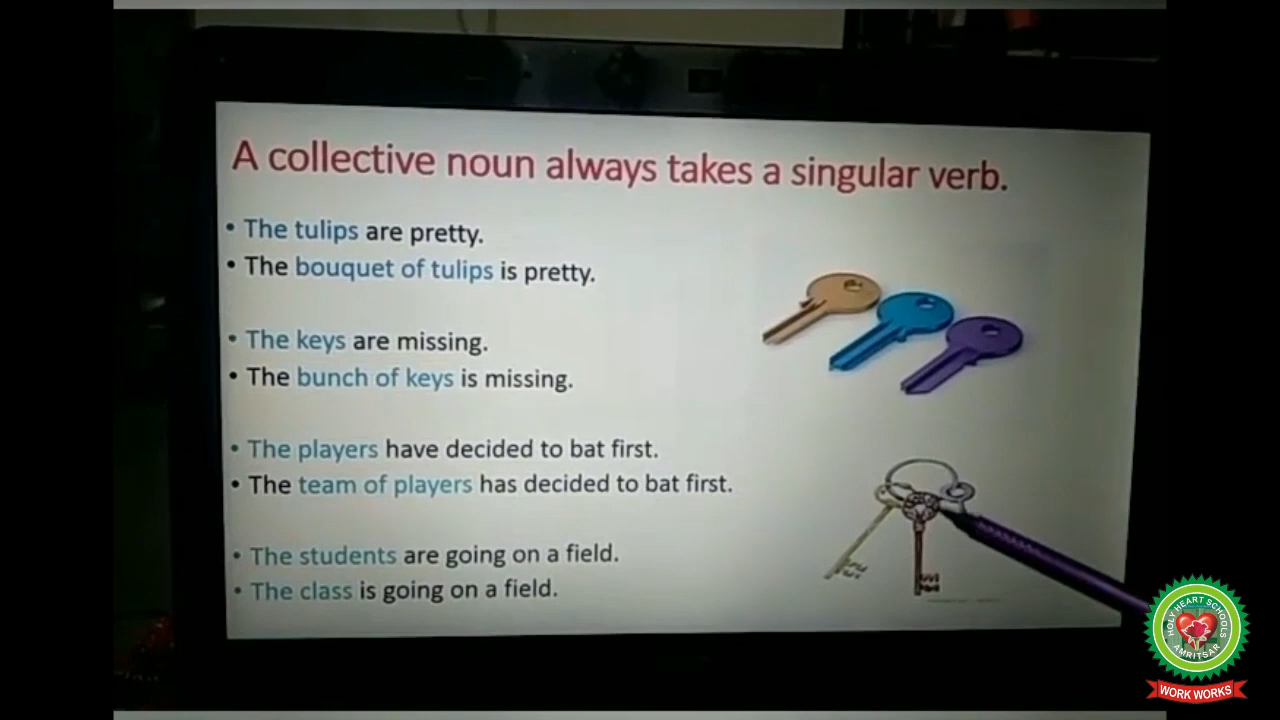 A collective noun always takes a singular verb.
• The tulips are pretty.
• The bouquet of tulips is pretty.
• The keys are missing.
• The bunch of keys is missing.
• The players have decided to bat first.
• The team of players has decided to bat first.
• The students are going on a field.
• The class is going on a field.
HOLY HEART SCHOOLS
AMRITSAR
WORK WORKS